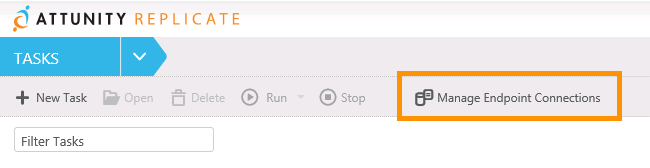 ATTUNITY REPLICATE
TASKS
New Task Open Delete Run Stop Manage Endpoint Connections
Filter Tasks